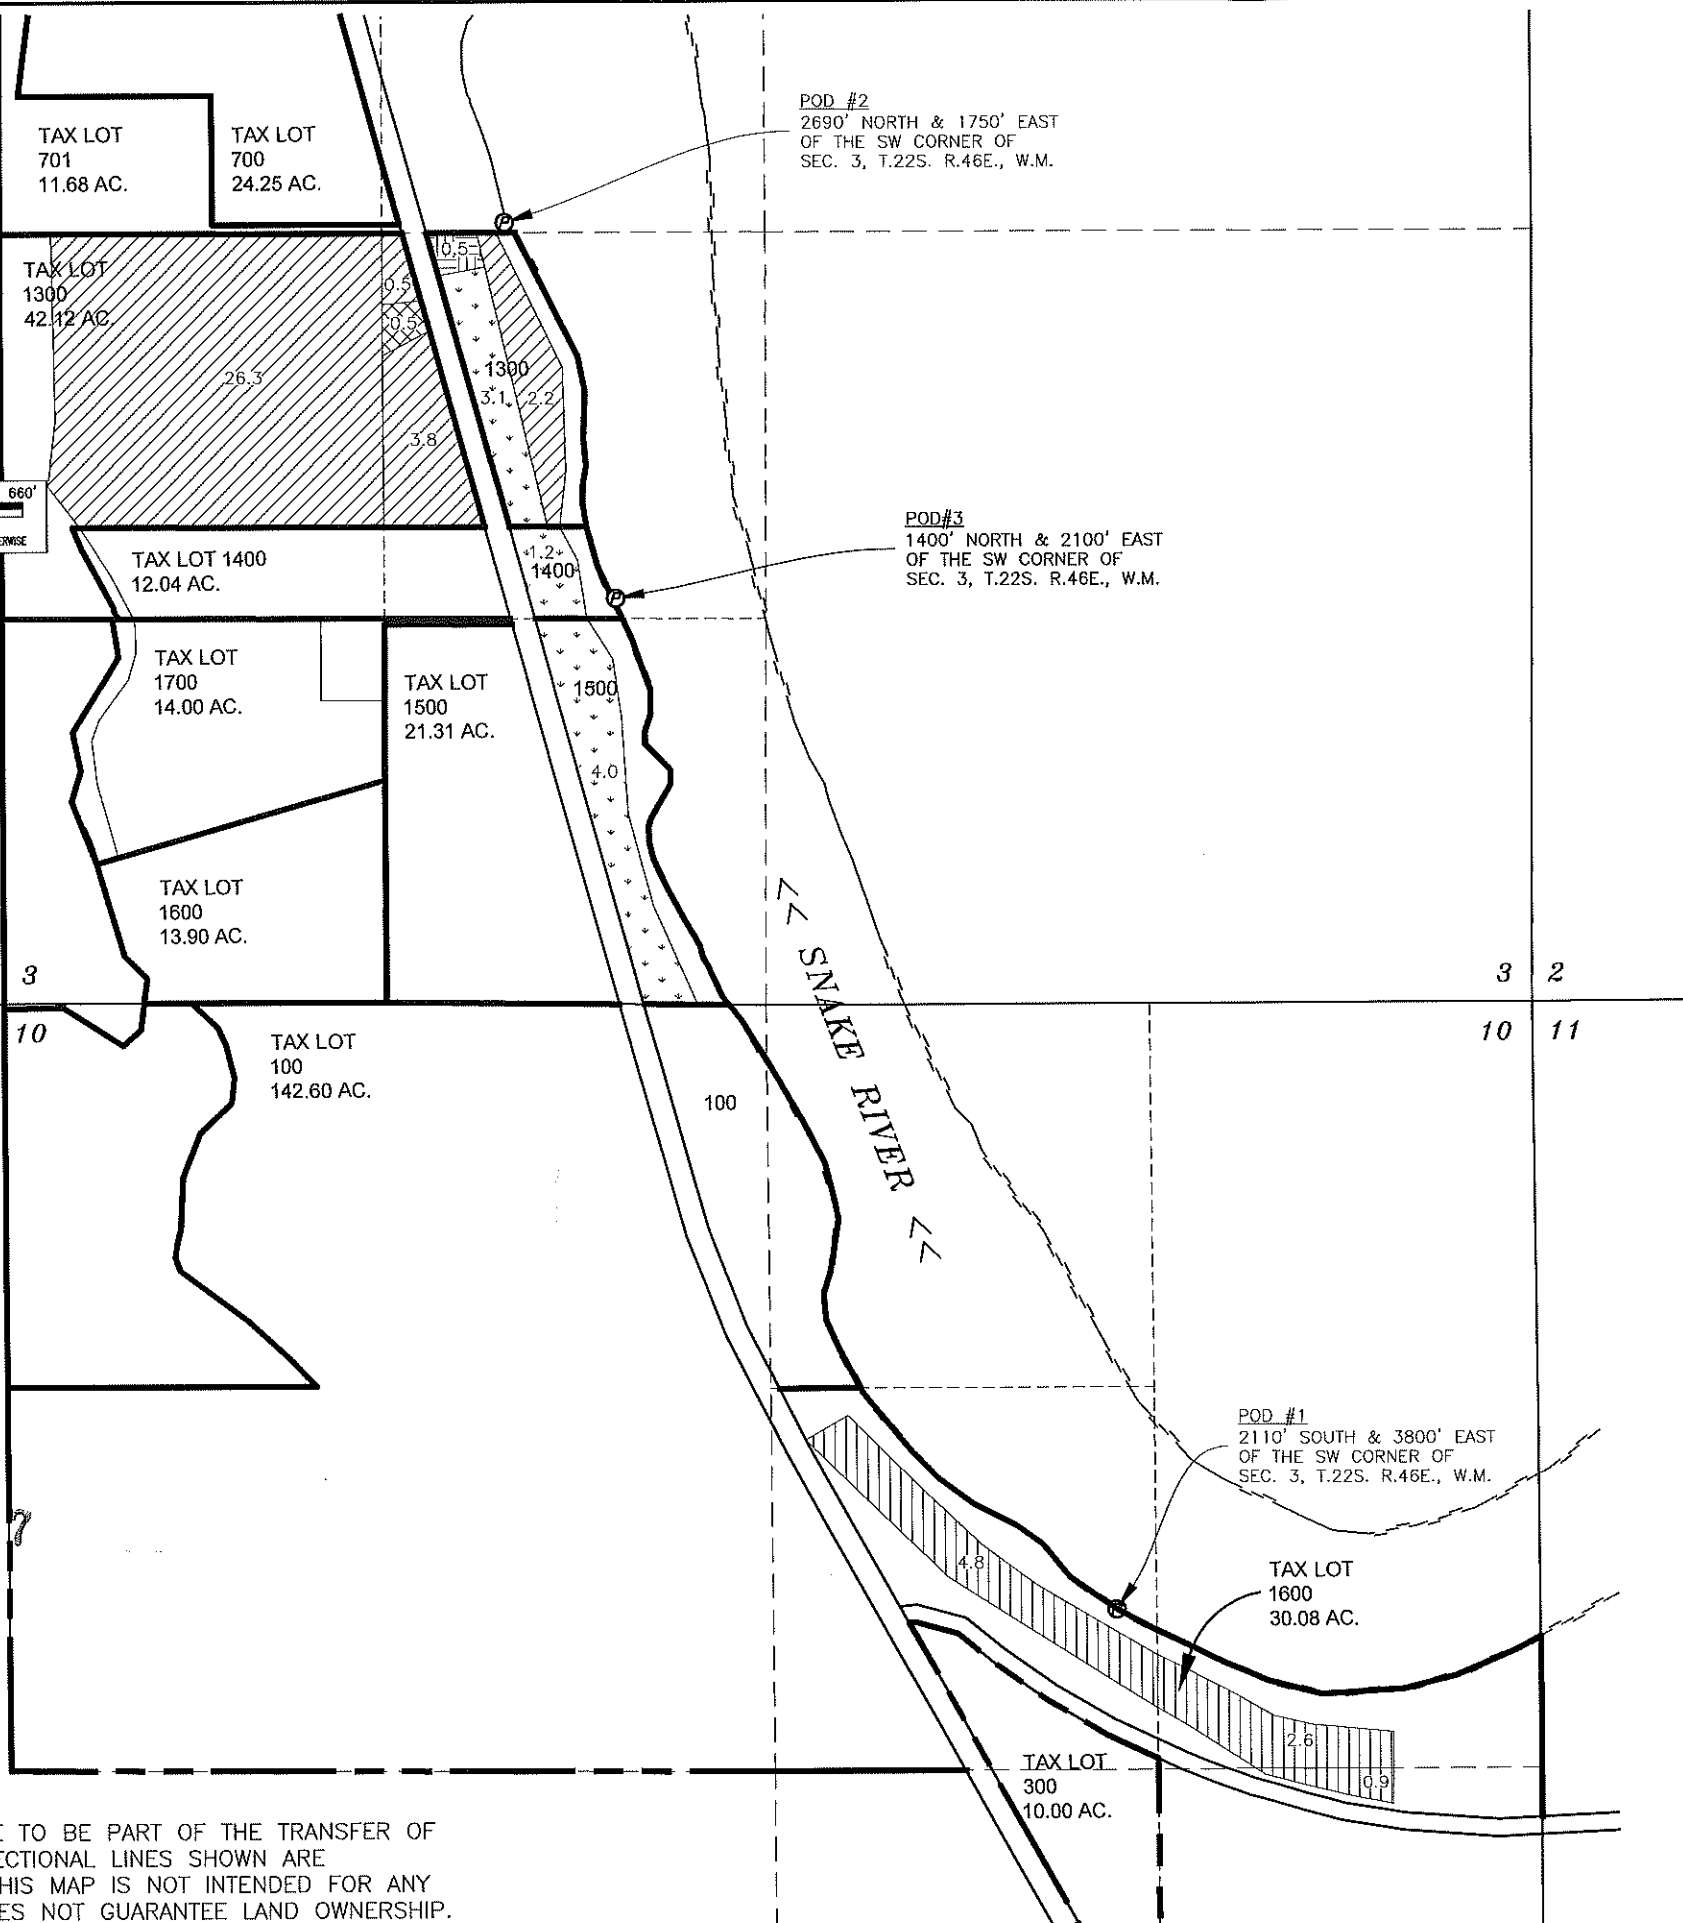 POD #2
2690' NORTH & 1750' EAST
OF THE SW CORNER OF
SEC. 3, T.22S. R.46E., W.M.
TAX LOT
701
11.68 AC.
TAX LOT
700
24.25 AC.
TAX LOT
1300
42.12 AC.
0.5
0.5
0.5
26.3
3.8
1300
3.1
2.2
660'
POD#3
1400' NORTH & 2100' EAST
OF THE SW CORNER OF
SEC. 3, T.22S. R.46E., W.M.
TAX LOT 1400
12.04 AC.
1.2
1400
TAX LOT
1700
14.00 AC.
TAX LOT
1500
21.31 AC.
1500
4.0
TAX LOT
1600
13.90 AC.
<< SNAKE RIVER <<
3
10
3 2
10 11
TAX LOT
100
142.60 AC.
100
POD #1
2110' SOUTH & 3800' EAST
OF THE SW CORNER OF
SEC. 3, T.22S. R.46E., W.M.
4.8
TAX LOT
1600
30.08 AC.
2.6
0.9
TAX LOT
300
10.00 AC.
TO BE PART OF THE TRANSFER OF
ECTIONAL LINES SHOWN ARE
HIS MAP IS NOT INTENDED FOR ANY
ES NOT GUARANTEE LAND OWNERSHIP.